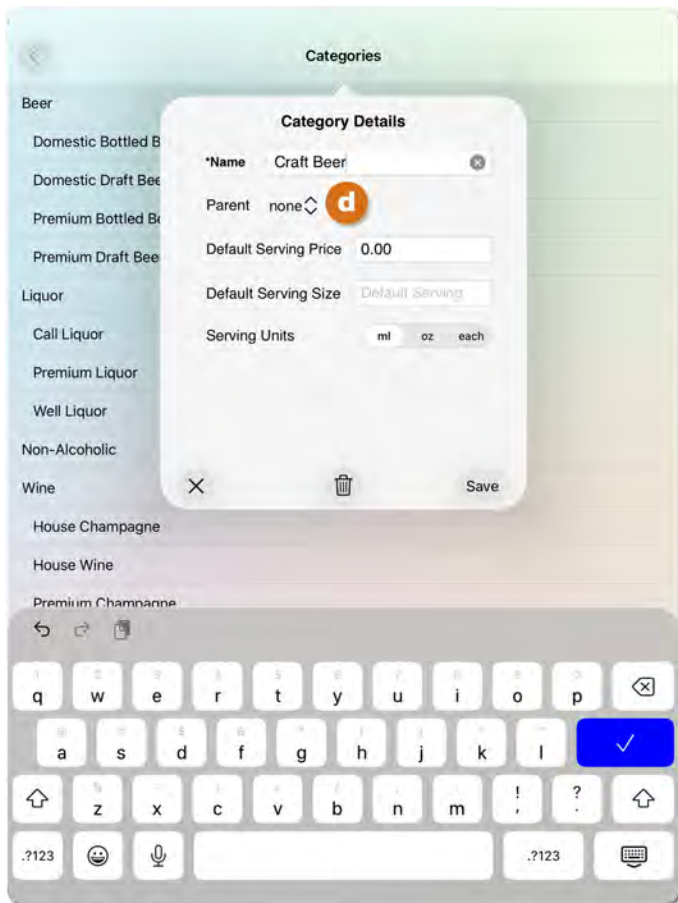 Categories
Beer
Domestic Bottled B
Domestic Draft Bee
Premium Bottled Be
Premium Draft Bee
Liquor
Call Liquor
Premium Liquor
Well Liquor
Non-Alcoholic
Wine
House Champagne
House Wine
Premium Champagne
Category Details
*Name Craft Beer
Parent none d
Default Serving Price 0.00
Default Serving Size Default Serving
Serving Units ml oz each
Save
q w e r t y u i o p
a s d f g h j k l
z x c v b n m ! , ? .
.?123 .?123